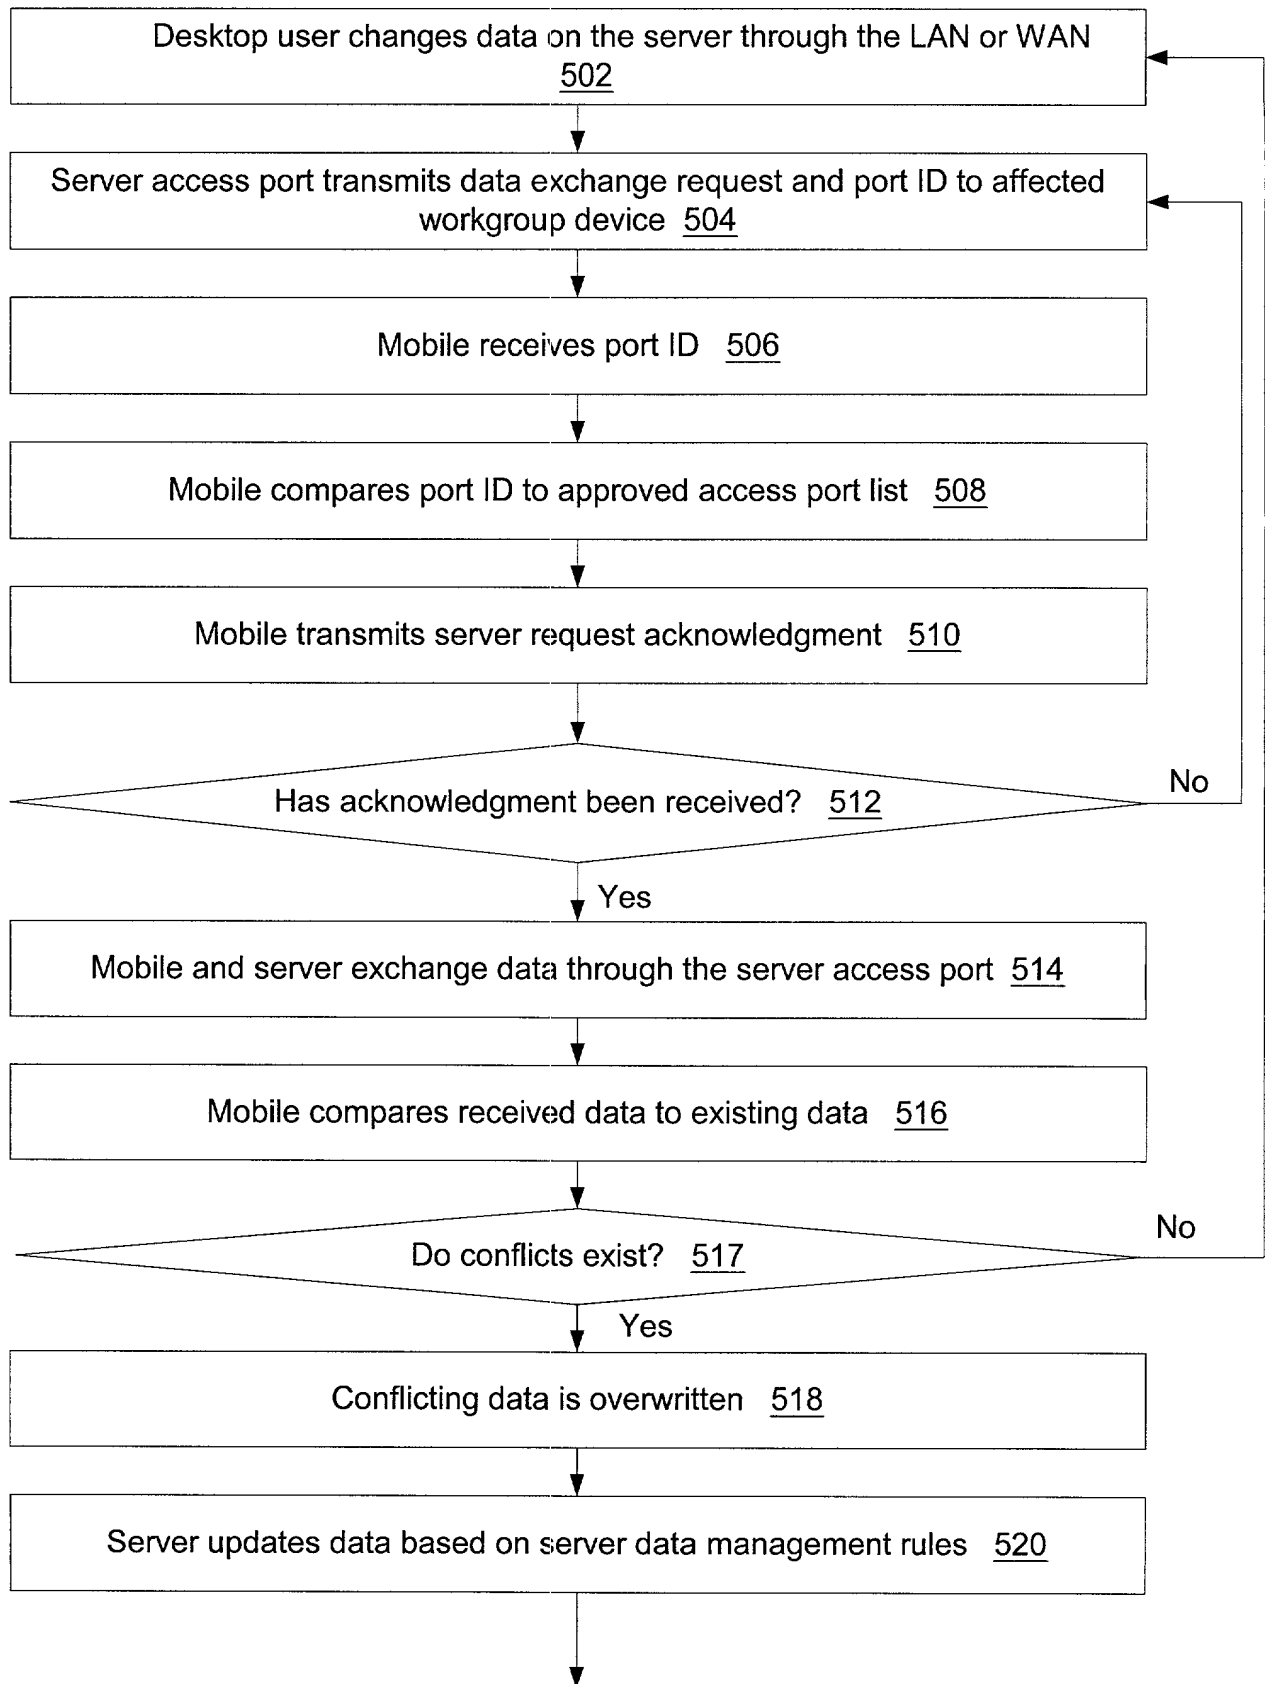 Desktop user changes data on the server through the LAN or WAN
502
Server access port transmits data exchange request and port ID to affected
workgroup device 504
Mobile receives port ID 506
Mobile compares port ID to approved access port list 508
Mobile transmits server request acknowledgment 510
Has acknowledgment been received? 512
No
Yes
Mobile and server exchange data through the server access port 514
Mobile compares received data to existing data 516
Do conflicts exist? 517
No
Yes
Conflicting data is overwritten 518
Server updates data based on server data management rules 520